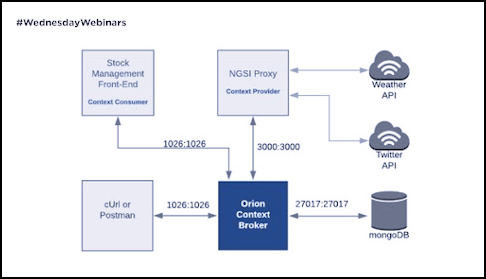 #WednesdayWebinars
Stock
Management
Front-End
Context Consumer
NGSI Proxy
Context Provider
Weather
API
1026:1026
3000:3000
Twitter
API
cUrl or
Postman
1026:1026
Orion
Context
Broker
27017:27017
mongoDB